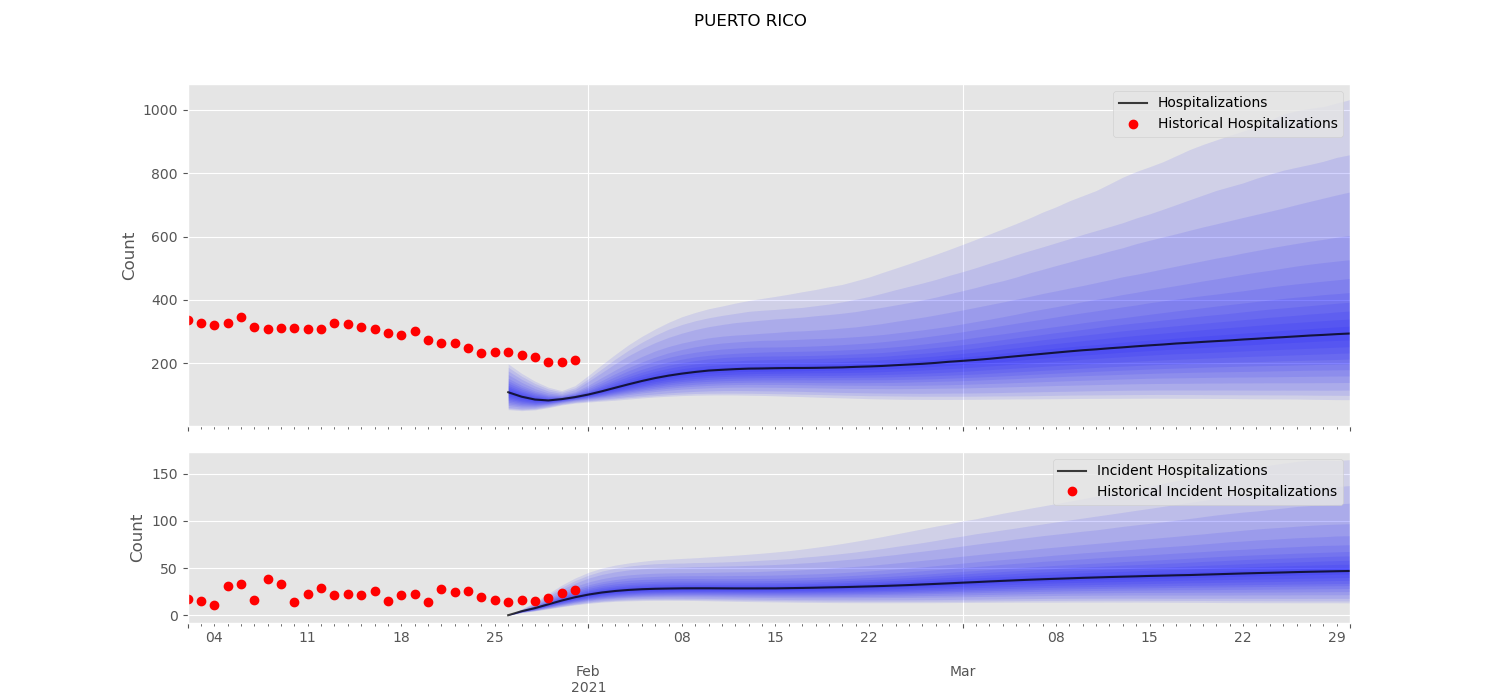 PUERTO RICO
1000
800
600
400
200
Count
Hospitalizations
Historical Hospitalizations
150
100
50
0
Count
Incident Hospitalizations
Historical Incident Hospitalizations
04 11 18 25 08 15 22 08 15 22 29
Feb Mar
2021